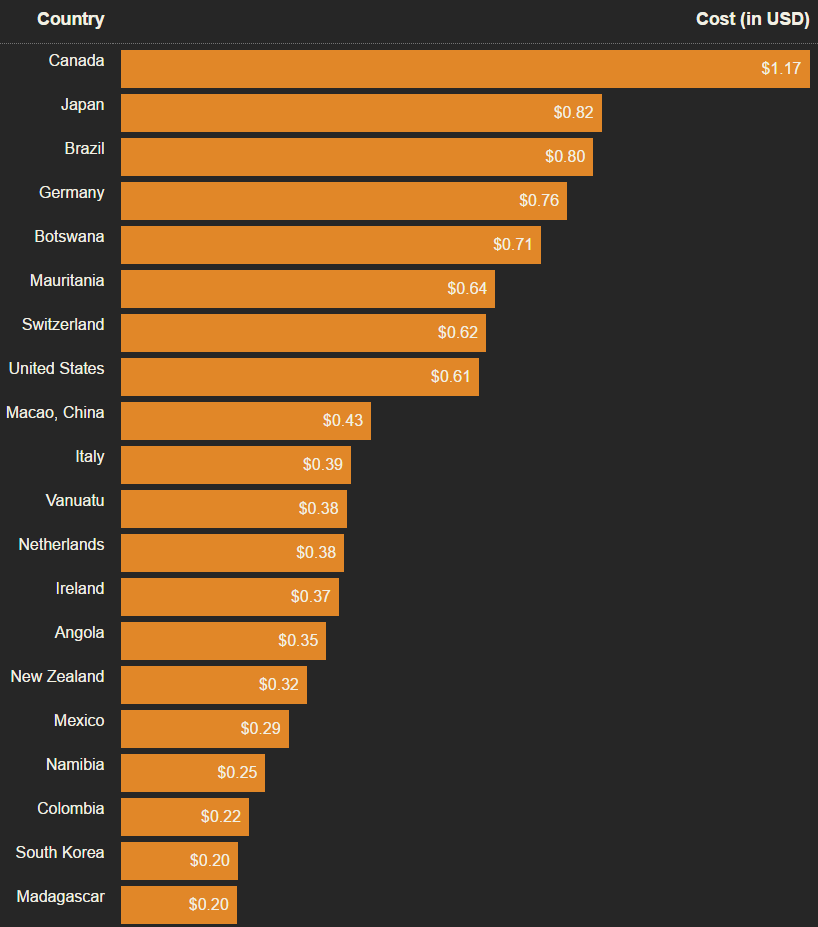 Country Cost (in USD)
Canada $1.17
Japan $0.82
Brazil $0.80
Germany $0.76
Botswana $0.71
Mauritania $0.64
Switzerland $0.62
United States $0.61
Macao, China $0.43
Italy $0.39
Vanuatu $0.38
Netherlands $0.38
Ireland $0.37
Angola $0.35
New Zealand $0.32
Mexico $0.29
Namibia $0.25
Colombia $0.22
South Korea $0.20
Madagascar $0.20